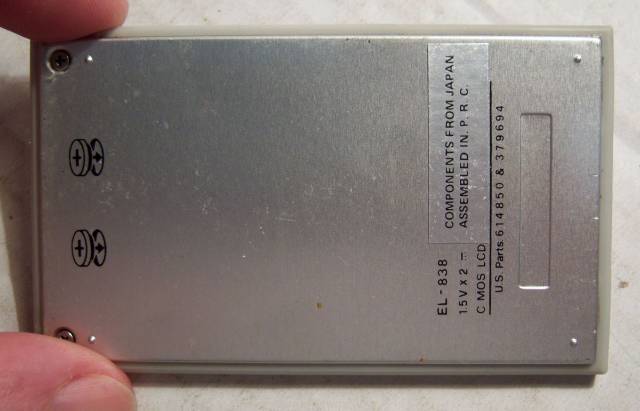 EL-838
1.5V x 2 ⎓
C MOS LCD
COMPONENTS FROM JAPAN
ASSEMBLED IN. P. R. C.
U.S. Parts. 614850 & 379694